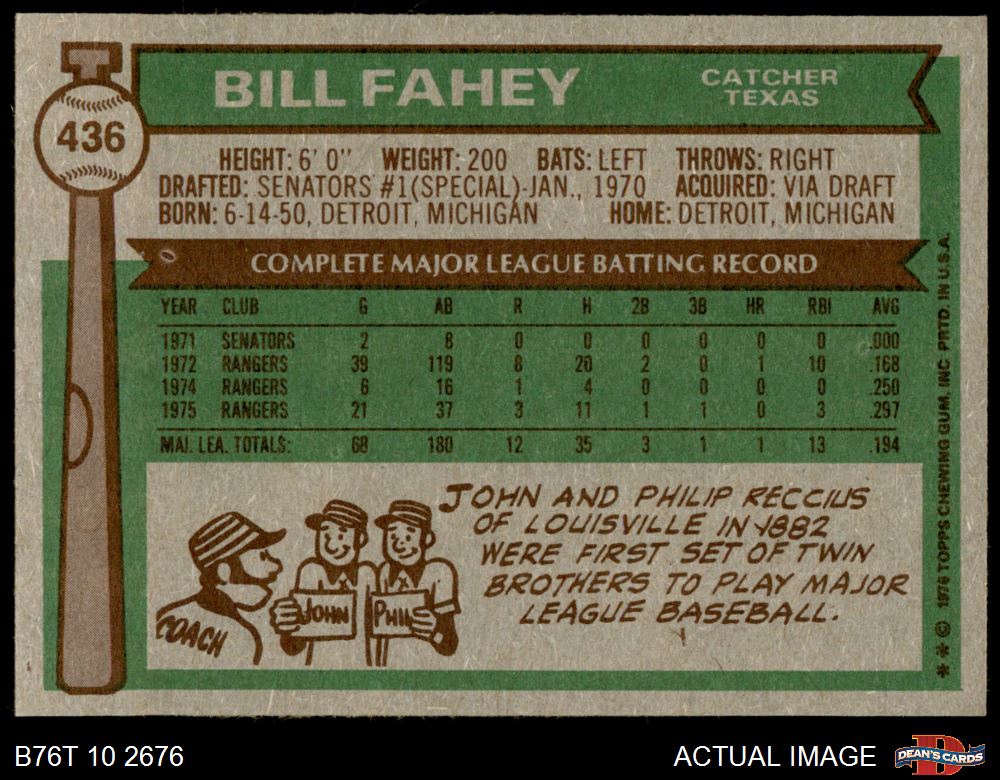 BILL FAHEY
CATCHER
TEXAS
436
HEIGHT: 6' 0" WEIGHT: 200 BATS: LEFT THROWS: RIGHT
DRAFTED: SENATORS #1(SPECIAL)-JAN., 1970 ACQUIRED: VIA DRAFT
BORN: 6-14-50, DETROIT, MICHIGAN HOME: DETROIT, MICHIGAN
COMPLETE MAJOR LEAGUE BATTING RECORD
YEAR CLUB G AB R H 2B 3B HR RBI AVG
1971 SENATORS 2 8 0 0 0 0 0 0 .000
1972 RANGERS 39 119 8 20 2 0 1 10 .168
1974 RANGERS 6 16 1 4 0 0 0 0 .250
1975 RANGERS 21 37 3 11 1 1 0 3 .297
MAJ. LEA. TOTALS: 68 180 12 35 3 1 1 13 .194
JOHN AND PHILIP RECCIUS
OF LOUISVILLE IN 1882
WERE FIRST SET OF TWIN
BROTHERS TO PLAY MAJOR
LEAGUE BASEBALL.
COACH
JOHN
PHIL
* * © 1976 TOPPS CHEWING GUM, INC. PRTD. IN U.S.A.
B76T 10 2676
ACTUAL IMAGE
D
DEAN'S CARDS